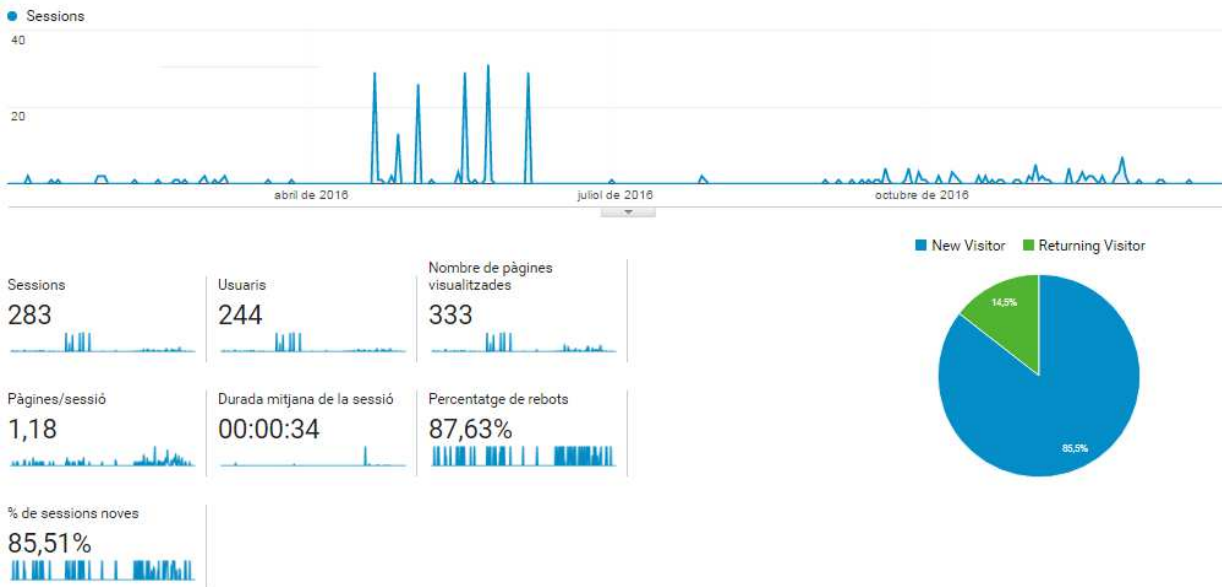 Sessions
40
20
abril de 2016
juliol de 2016
octubre de 2016
New Visitor
Returning Visitor
Sessions
283
Usuaris
244
Nombre de pàgines
visualitzades
333
14,5%
85,5%
Pàgines/sessió
1,18
Durada mitjana de la sessió
00:00:34
Percentatge de rebots
87,63%
% de sessions noves
85,51%